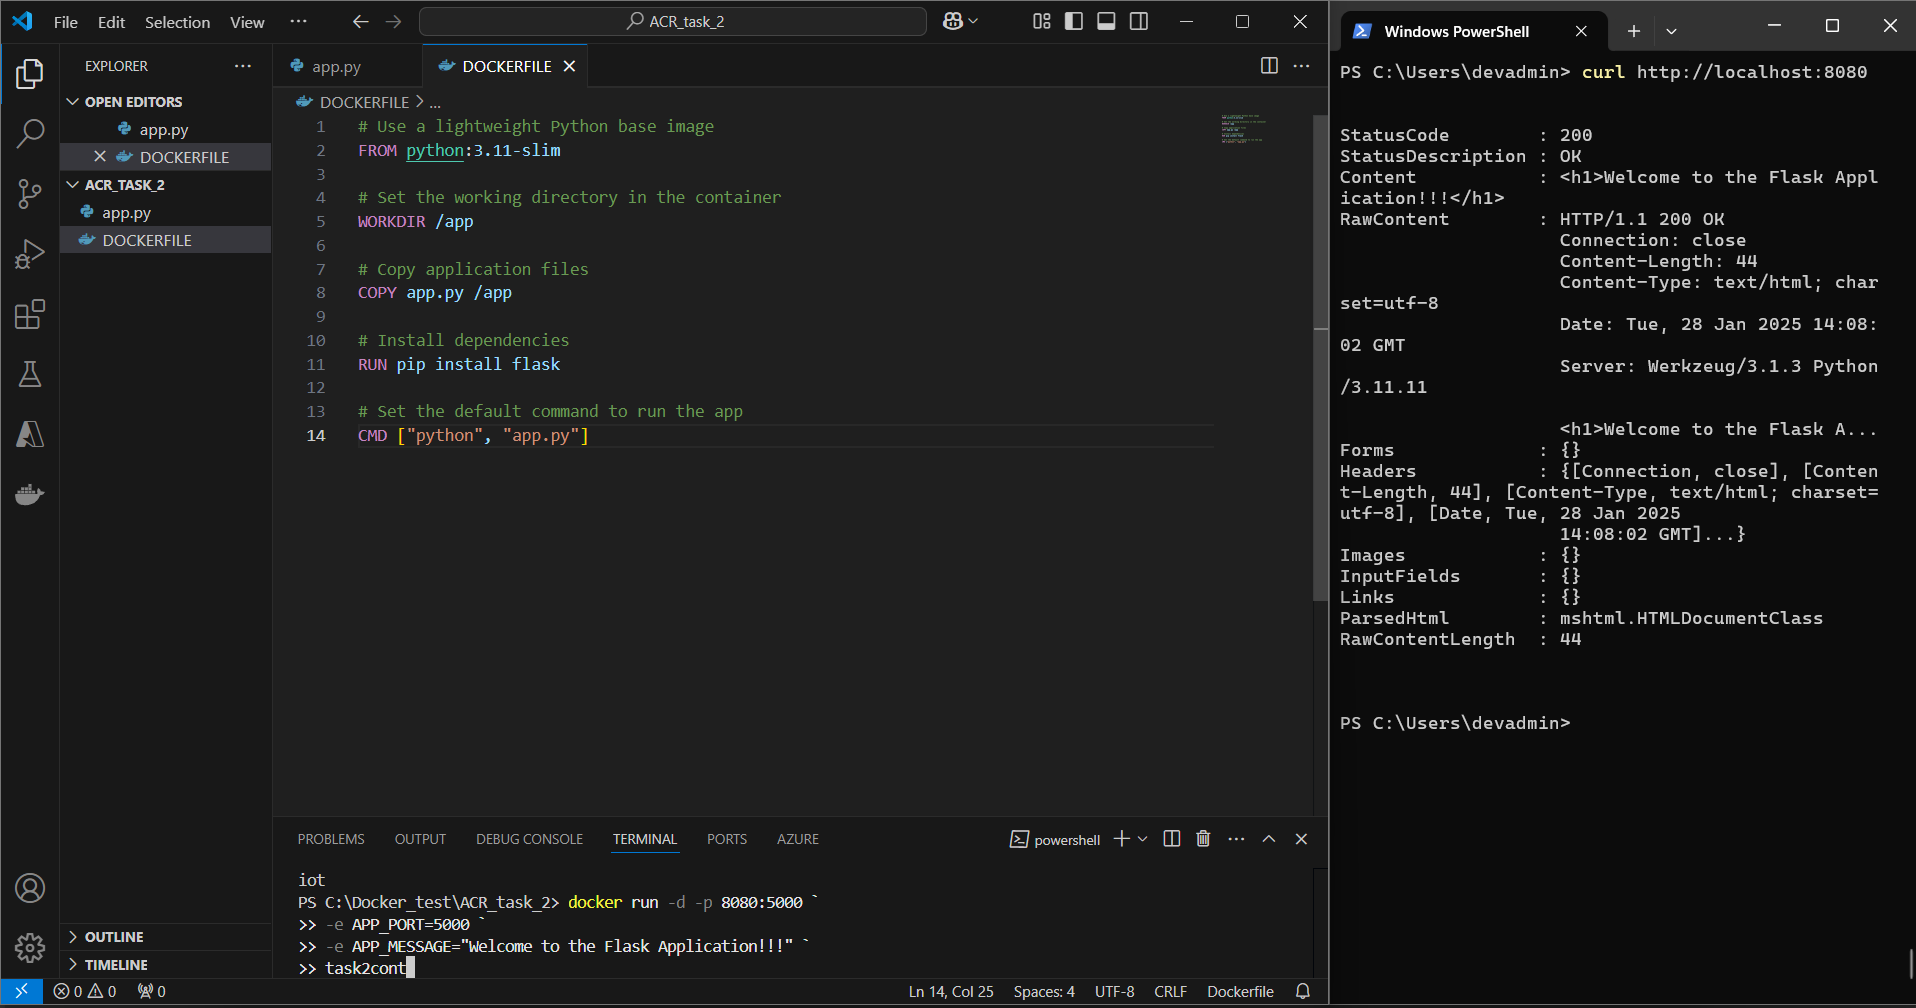 File Edit Selection View ··· ACR_task_2
EXPLORER ···
OPEN EDITORS
app.py
DOCKERFILE
ACR_TASK_2
app.py
DOCKERFILE
OUTLINE
TIMELINE
app.py DOCKERFILE
DOCKERFILE > ...
1 # Use a lightweight Python base image
2 FROM python:3.11-slim
3
4 # Set the working directory in the container
5 WORKDIR /app
6
7 # Copy application files
8 COPY app.py /app
9
10 # Install dependencies
11 RUN pip install flask
12
13 # Set the default command to run the app
14 CMD ["python", "app.py"]
PROBLEMS OUTPUT DEBUG CONSOLE TERMINAL PORTS AZURE powershell
iot
PS C:\Docker_test\ACR_task_2> docker run -d -p 8080:5000 `
>> -e APP_PORT=5000 `
>> -e APP_MESSAGE="Welcome to the Flask Application!!!" `
>> task2cont
0 0 0 Ln 14, Col 25 Spaces: 4 UTF-8 CRLF Dockerfile
Windows PowerShell
PS C:\Users\devadmin> curl http://localhost:8080
StatusCode : 200
StatusDescription : OK
Content : <h1>Welcome to the Flask Appl
ication!!!</h1>
RawContent : HTTP/1.1 200 OK
Connection: close
Content-Length: 44
Content-Type: text/html; char
set=utf-8
Date: Tue, 28 Jan 2025 14:08:
02 GMT
Server: Werkzeug/3.1.3 Python
/3.11.11
<h1>Welcome to the Flask A...
Forms : {}
Headers : {[Connection, close], [Conten
t-Length, 44], [Content-Type, text/html; charset=
utf-8], [Date, Tue, 28 Jan 2025
14:08:02 GMT]...}
Images : {}
InputFields : {}
Links : {}
ParsedHtml : mshtml.HTMLDocumentClass
RawContentLength : 44
PS C:\Users\devadmin>